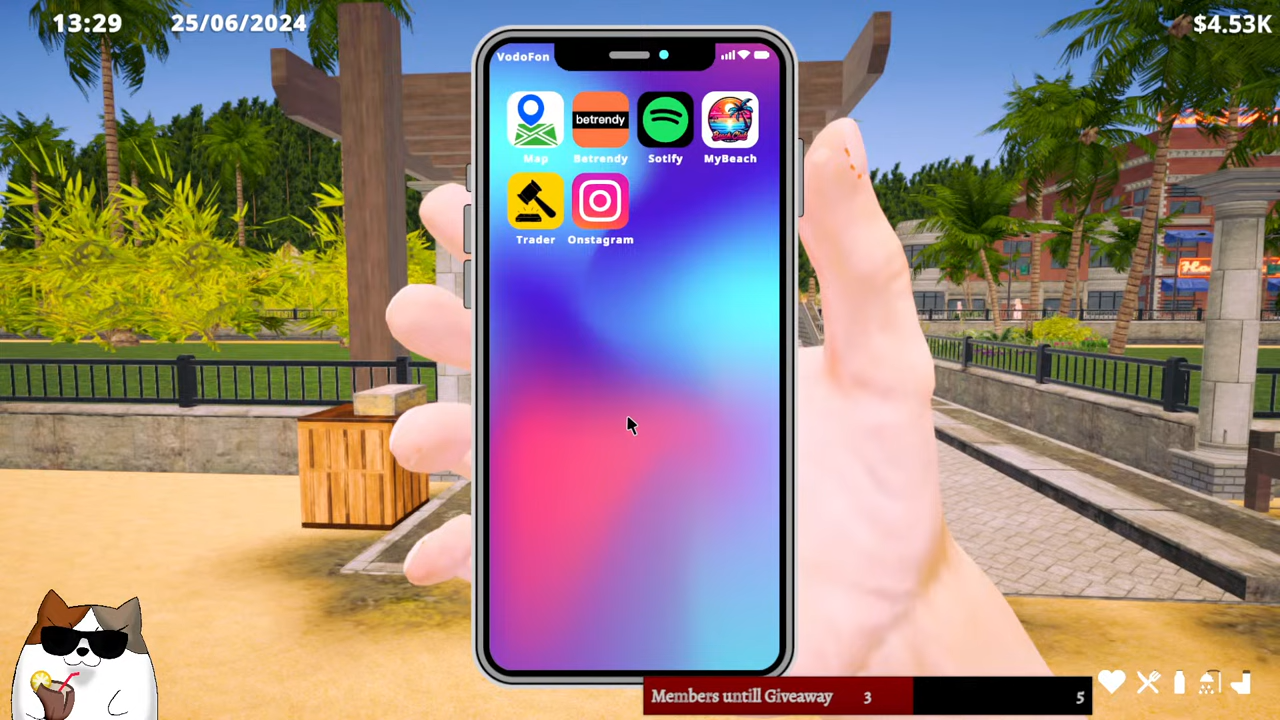 13:29 25/06/2024 $4.53K
VodoFon
betrendy
Map Betrendy Sotify MyBeach
Trader Onstagram
Members untill Giveaway 3 5